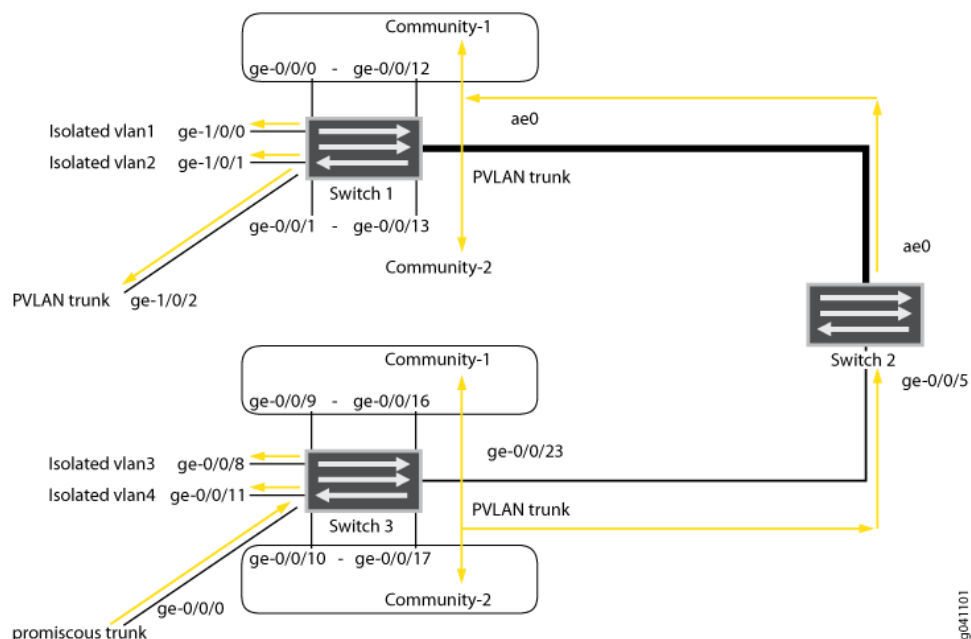 Community-1
ge-0/0/0 - ge-0/0/12
ae0
Isolated vlan1 ge-1/0/0
Isolated vlan2 ge-1/0/1
PVLAN trunk
Switch 1
ge-0/0/1 - ge-0/0/13
ae0
Community-2
PVLAN trunk ge-1/0/2
Community-1
Switch 2
ge-0/0/5
ge-0/0/9 - ge-0/0/16
ge-0/0/23
Isolated vlan3 ge-0/0/8
Isolated vlan4 ge-0/0/11
PVLAN trunk
Switch 3
ge-0/0/10 - ge-0/0/17
Community-2
ge-0/0/0
promiscous trunk
g041101